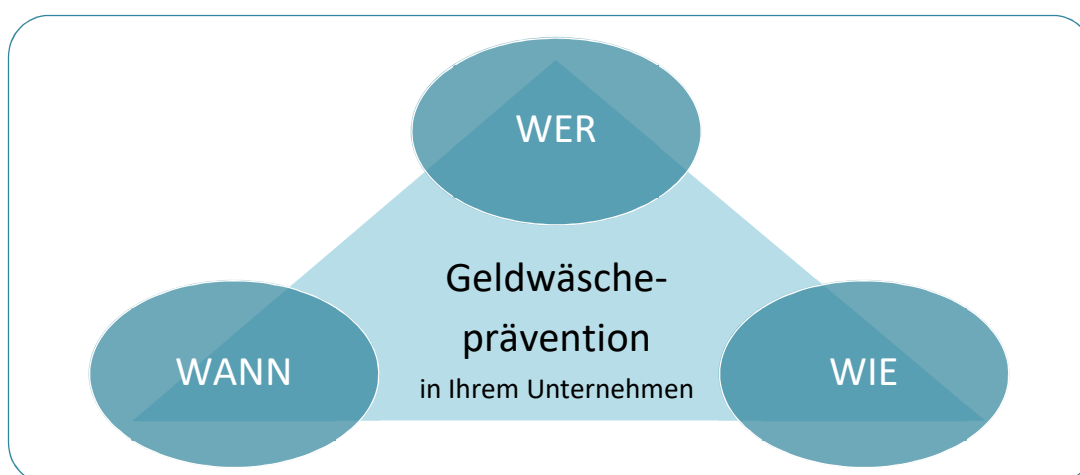 WER
Geldwäsche-
prävention
in Ihrem Unternehmen
WANN
WIE